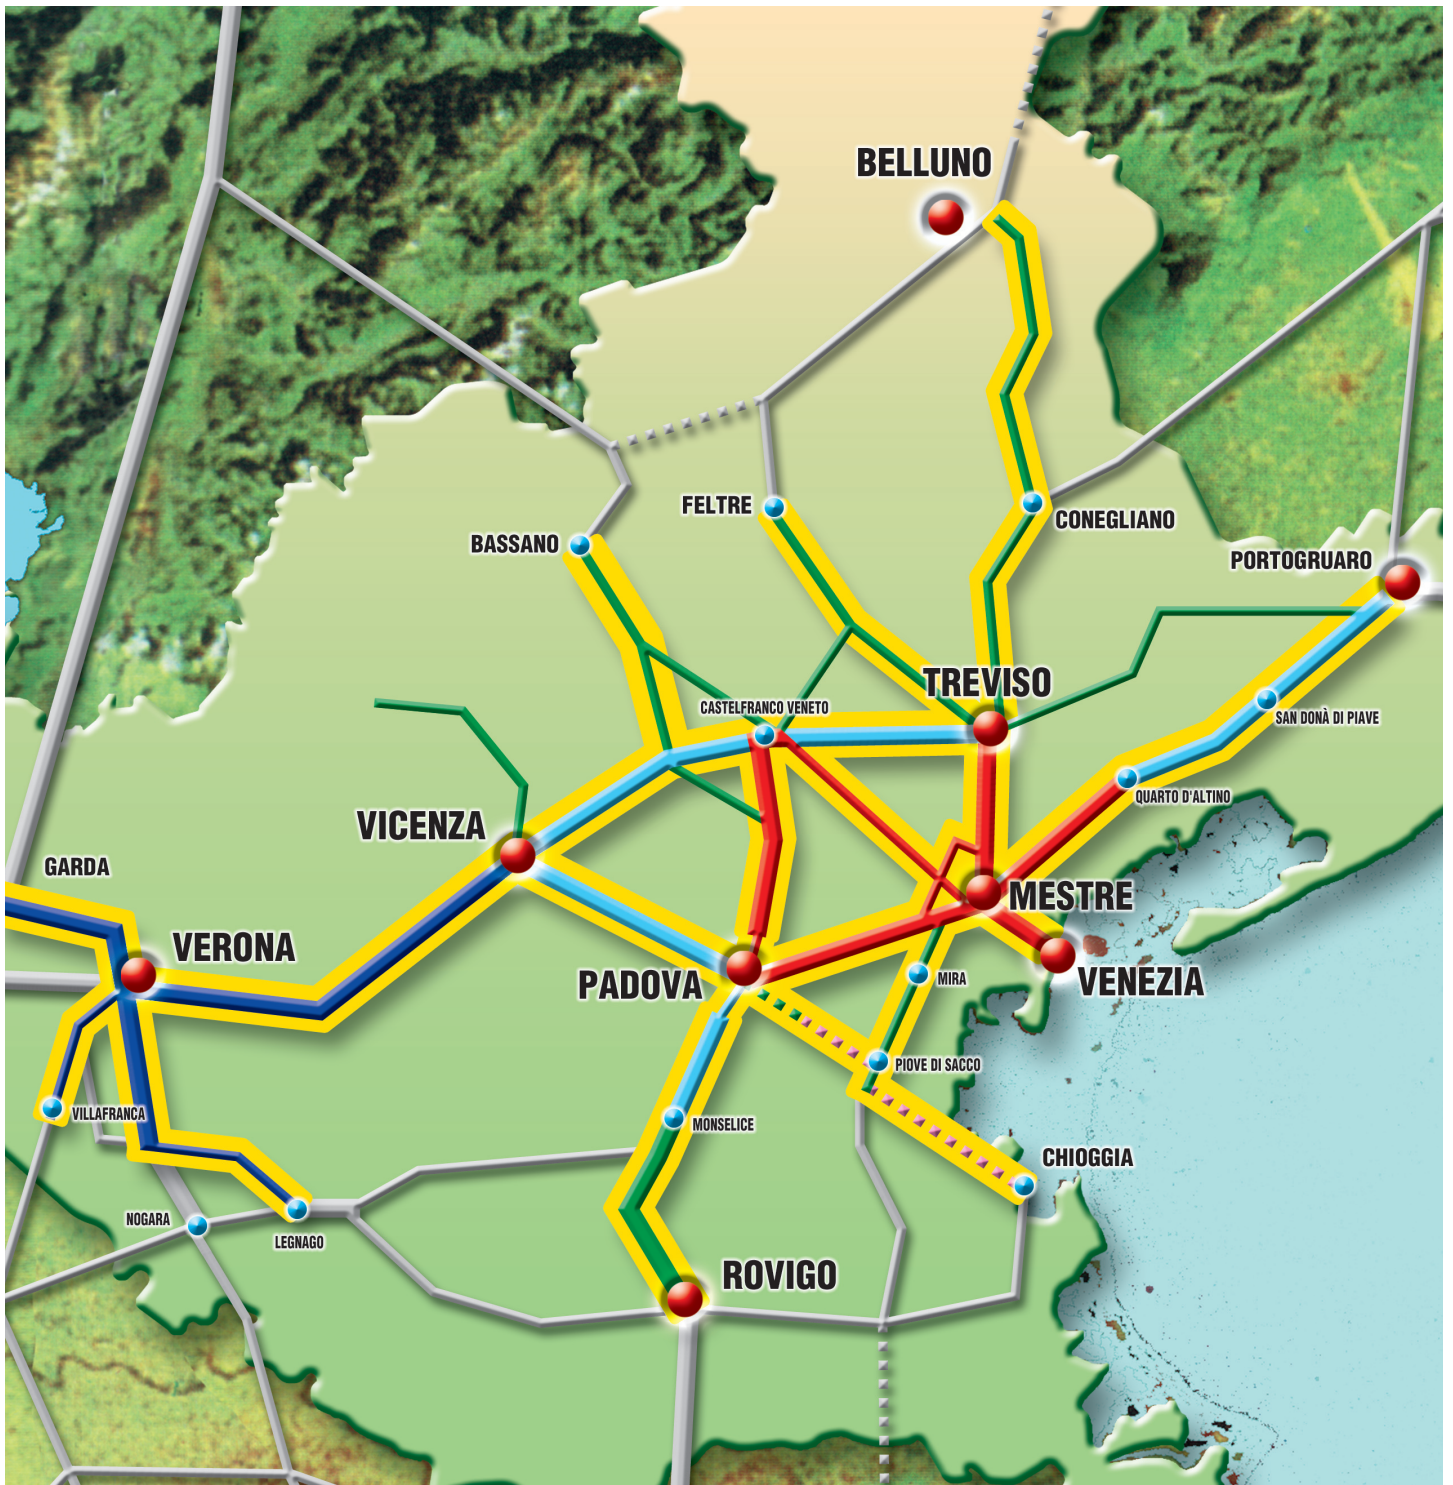 BELLUNO
FELTRE
CONEGLIANO
BASSANO
PORTOGRUARO
TREVISO
CASTELFRANCO VENETO
SAN DONÀ DI PIAVE
QUARTO D'ALTINO
VICENZA
GARDA
MESTRE
VERONA
PADOVA
MIRA
VENEZIA
PIOVE DI SACCO
VILLAFRANCA
MONSELICE
CHIOGGIA
NOGARA
LEGNAGO
ROVIGO